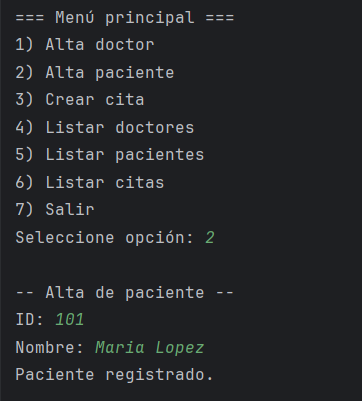 === Menú principal ===
1) Alta doctor
2) Alta paciente
3) Crear cita
4) Listar doctores
5) Listar pacientes
6) Listar citas
7) Salir
Seleccione opción: 2
-- Alta de paciente --
ID: 101
Nombre: Maria Lopez
Paciente registrado.